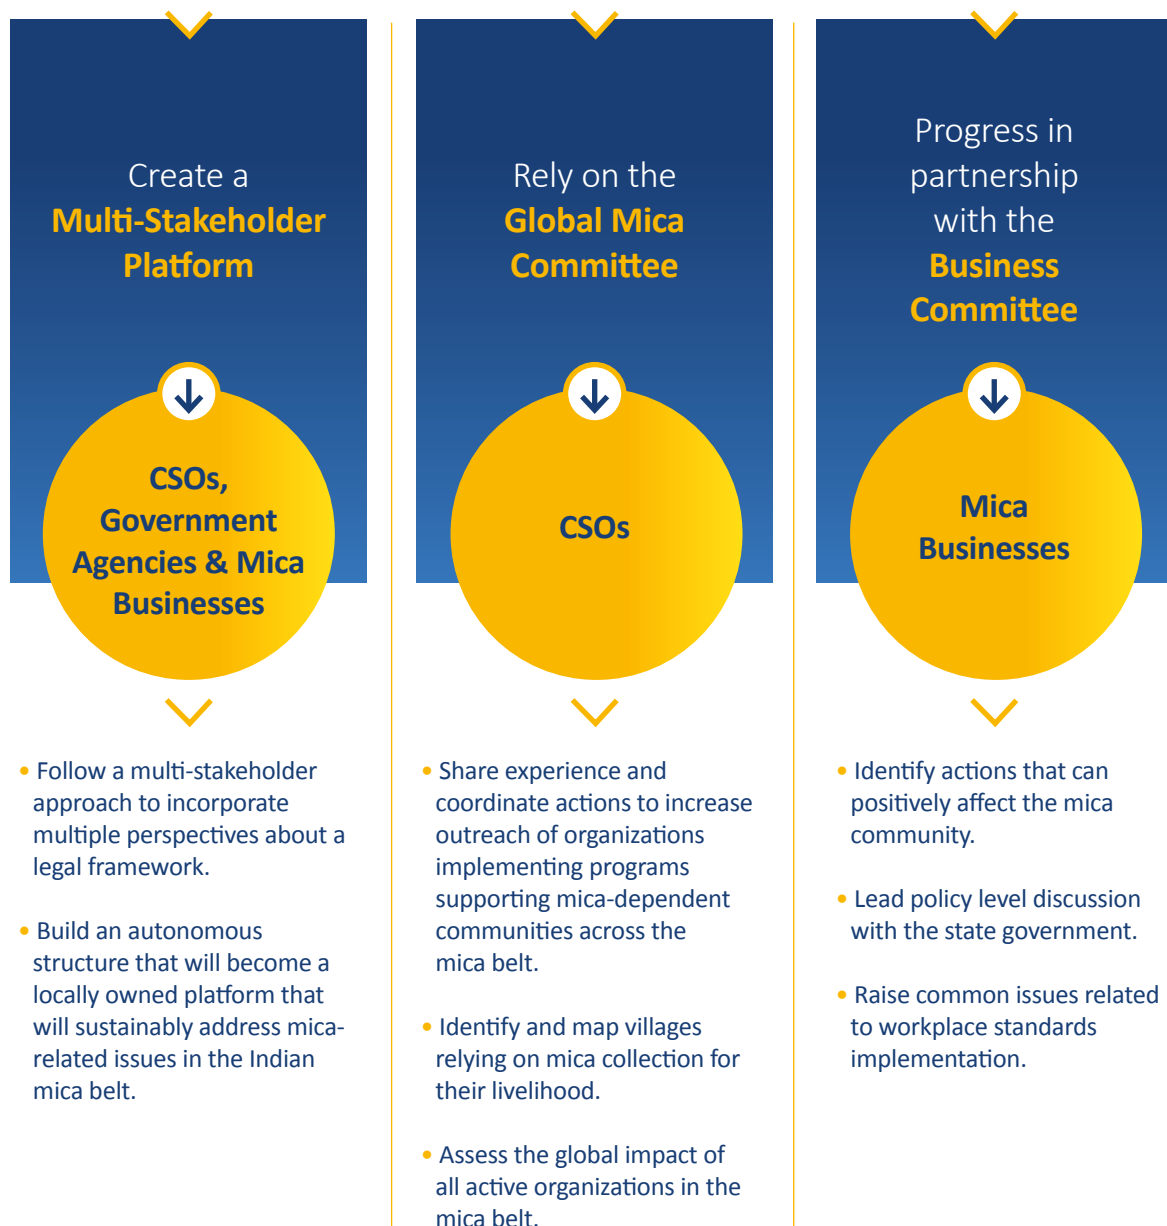 Create a
Multi-Stakeholder
Platform
CSOs,
Government
Agencies & Mica
Businesses
• Follow a multi-stakeholder
approach to incorporate
multiple perspectives about a
legal framework.
• Build an autonomous
structure that will become a
locally owned platform that
will sustainably address mica-
related issues in the Indian
mica belt.
Rely on the
Global Mica
Committee
CSOs
• Share experience and
coordinate actions to increase
outreach of organizations
implementing programs
supporting mica-dependent
communities across the
mica belt.
• Identify and map villages
relying on mica collection for
their livelihood.
• Assess the global impact of
all active organizations in the
mica belt.
Progress in
partnership
with the
Business
Committee
Mica
Businesses
• Identify actions that can
positively affect the mica
community.
• Lead policy level discussion
with the state government.
• Raise common issues related
to workplace standards
implementation.